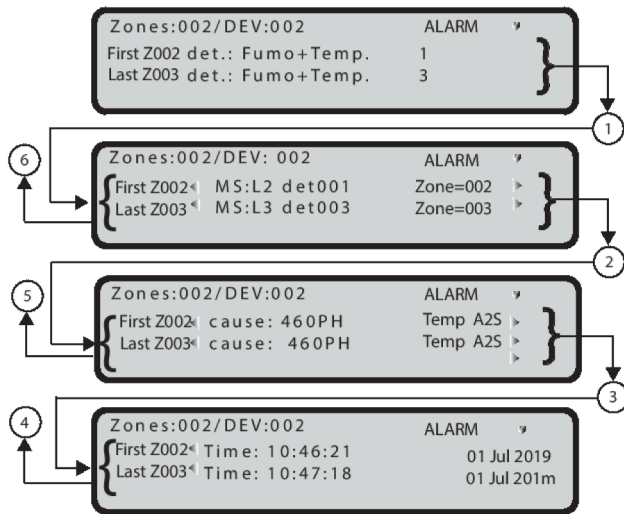 Zones:002/DEV:002 ALARM
First Z002 det.: Fumo+Temp. 1
Last Z003 det.: Fumo+Temp. 3
1
6
Zones:002/DEV: 002 ALARM
First Z002 MS:L2 det001 Zone=002
Last Z003 MS:L3 det003 Zone=003
2
5
Zones:002/DEV:002 ALARM
First Z002 cause: 460PH Temp A2S
Last Z003 cause: 460PH Temp A2S
3
4
Zones:002/DEV:002 ALARM
First Z002 Time: 10:46:21 01 Jul 2019
Last Z003 Time: 10:47:18 01 Jul 201m